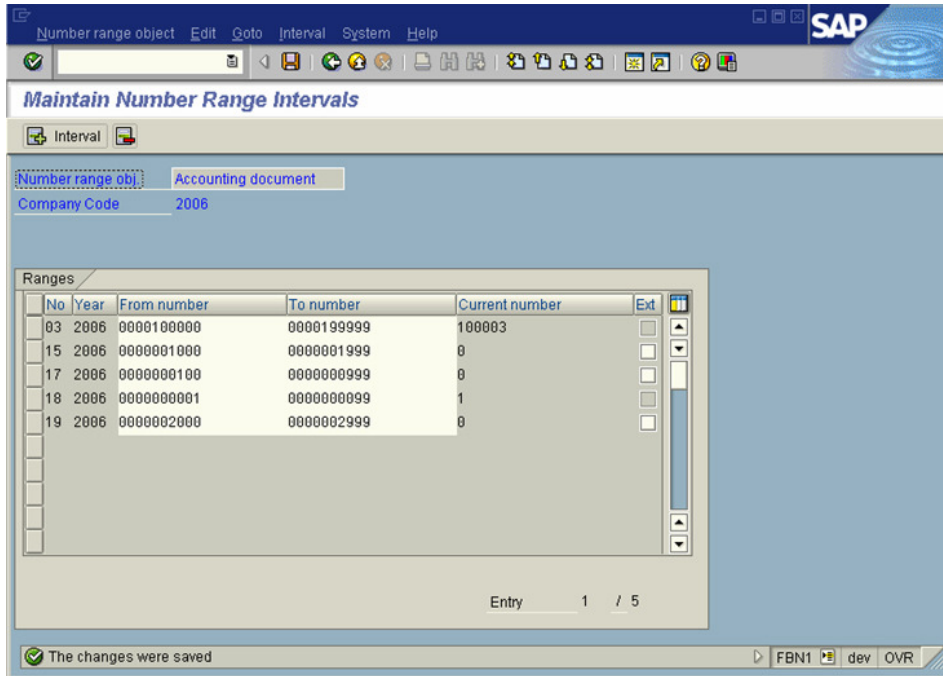 Number range object Edit Goto Interval System Help
SAP
Maintain Number Range Intervals
Interval
Number range obj. Accounting document
Company Code 2006
Ranges
No Year From number To number Current number Ext
03 2006 0000100000 0000199999 100003
15 2006 0000001000 0000001999 0
17 2006 0000000100 0000000999 0
18 2006 0000000001 0000000099 1
19 2006 0000002000 0000002999 0
Entry 1 / 5
The changes were saved FBN1 dev OVR